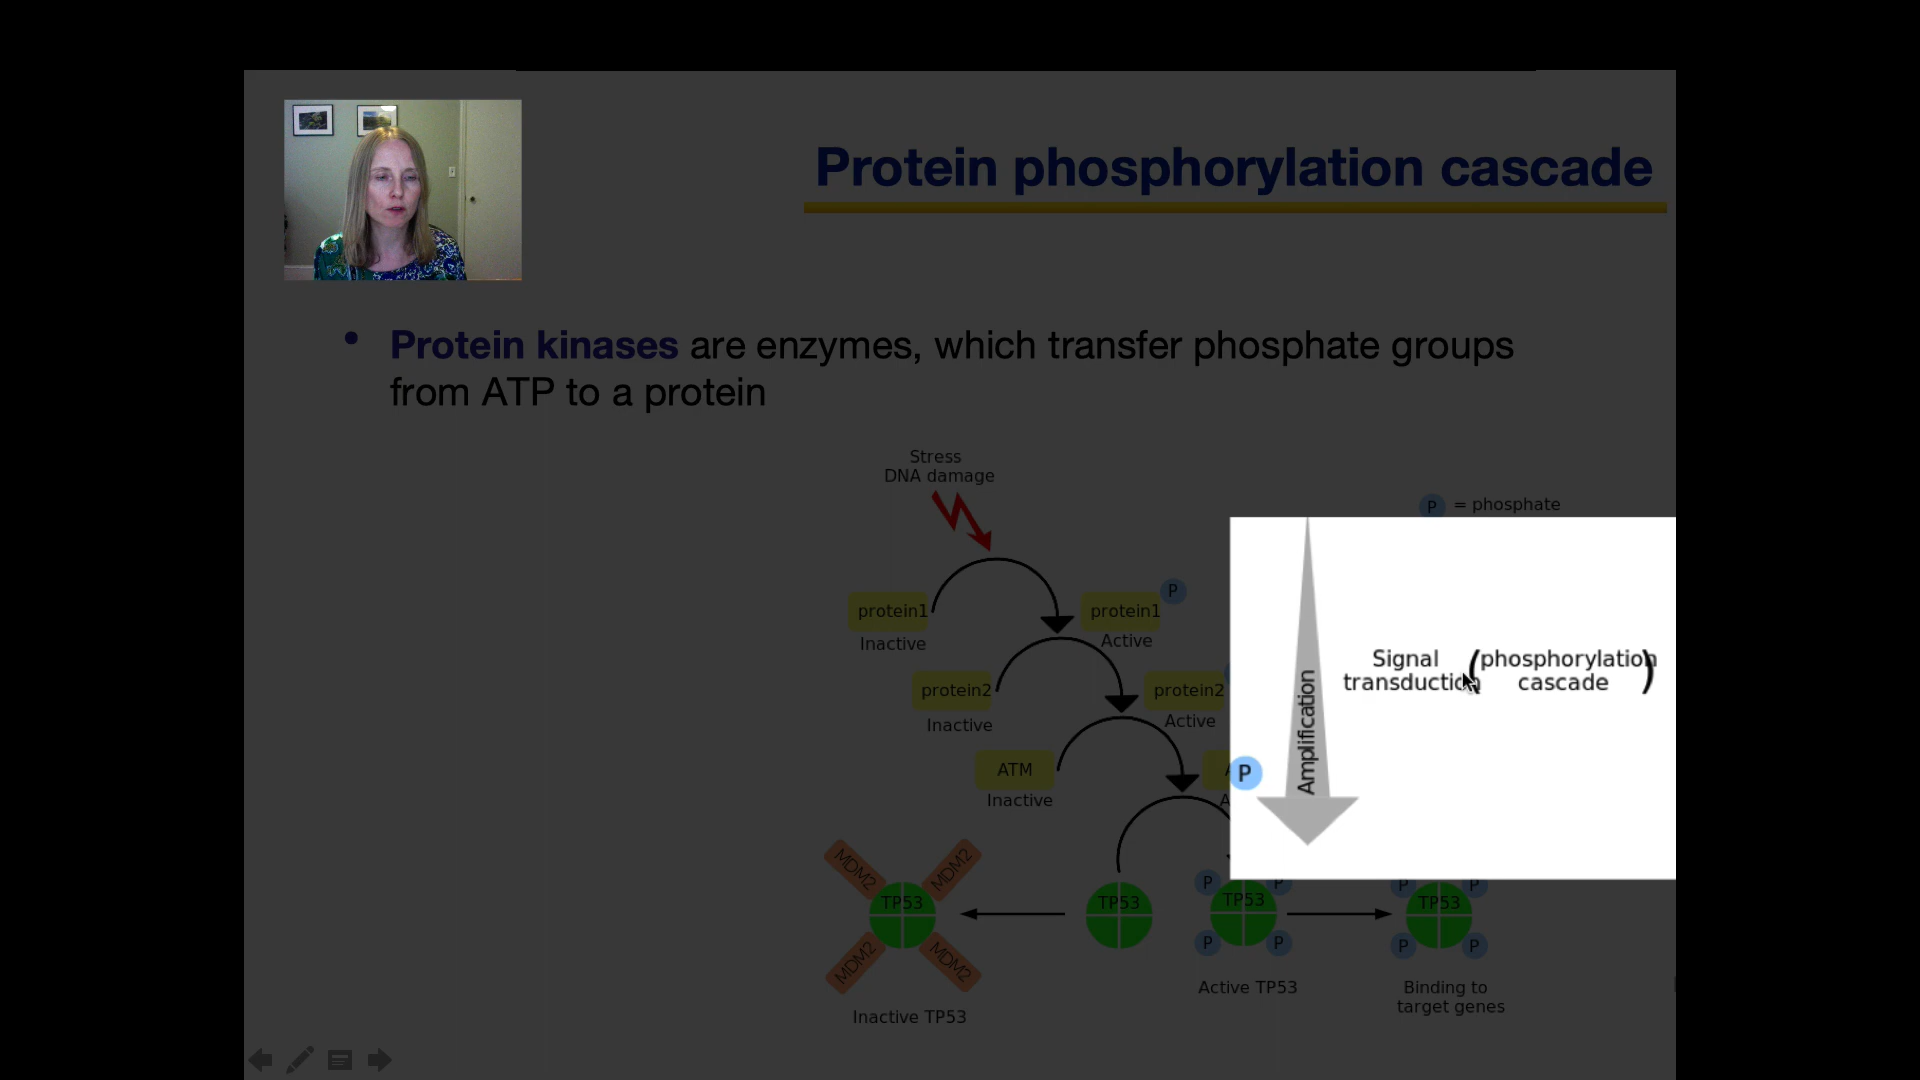 Protein phosphorylation cascade
• Protein kinases are enzymes, which transfer phosphate groups
from ATP to a protein
Stress
DNA damage
P = phosphate
protein1
Inactive
protein1
P
Active
protein2
Inactive
protein2
Active
ATM
Inactive
P
Amplification
Signal
transduction
(phosphorylation
cascade)
MDM2
MDM2
MDM2
MDM2
TP53
Inactive TP53
TP53
P
P
TP53
P
P
Active TP53
P
P
TP53
P
P
Binding to
target genes